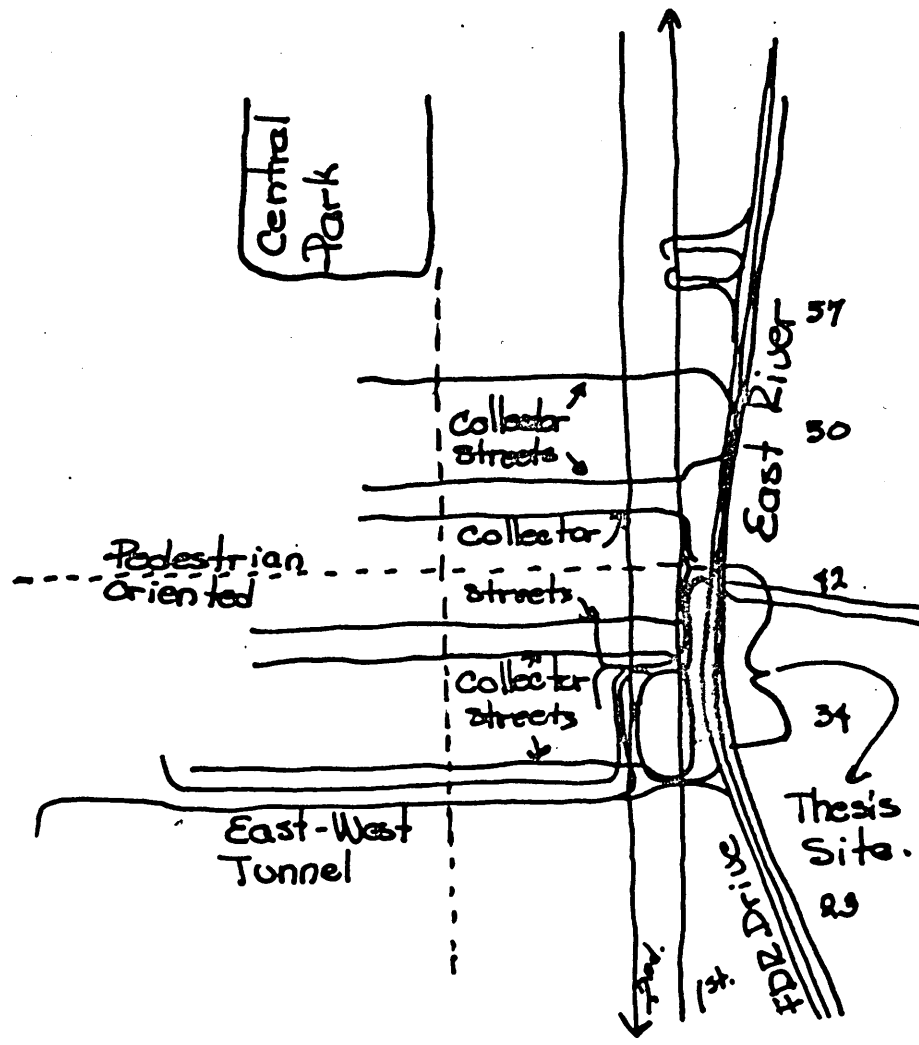 Central
Park
57
East River
Collector
streets
50
Collector
Pedestrian
Oriented
streets
42
Collector
streets
34
Thesis
Site.
East-West
Tunnel
23
FDR Drive
2nd.
1st.